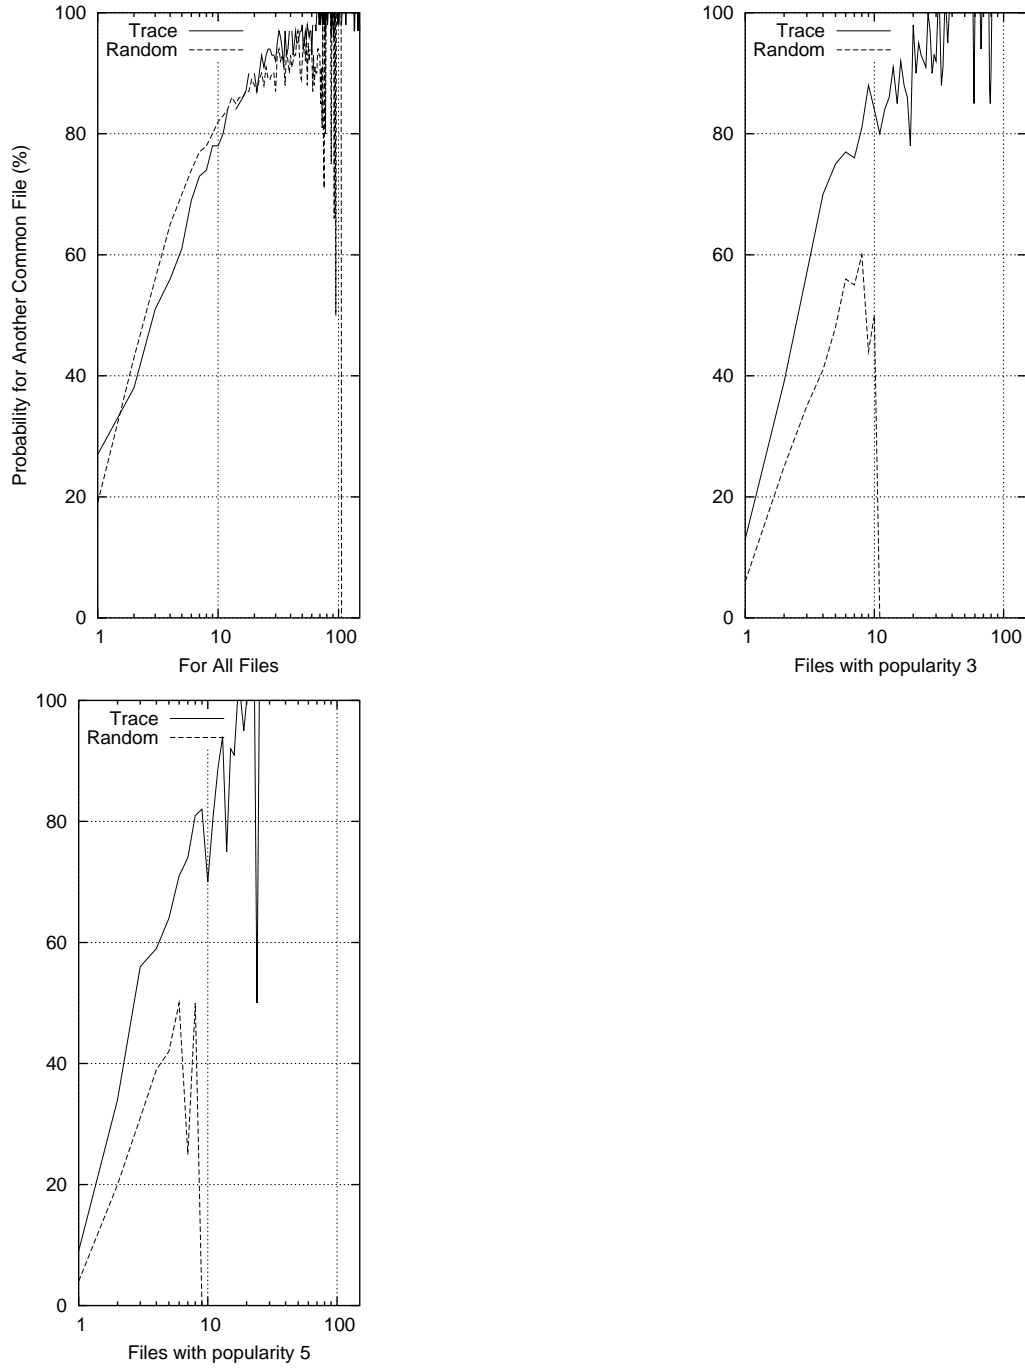 Probability for Another Common File (%)
100
80
60
40
20
0
Trace
Random
1 10 100
For All Files
100
80
60
40
20
0
Trace
Random
1 10 100
Files with popularity 3
100
80
60
40
20
0
Trace
Random
1 10 100
Files with popularity 5